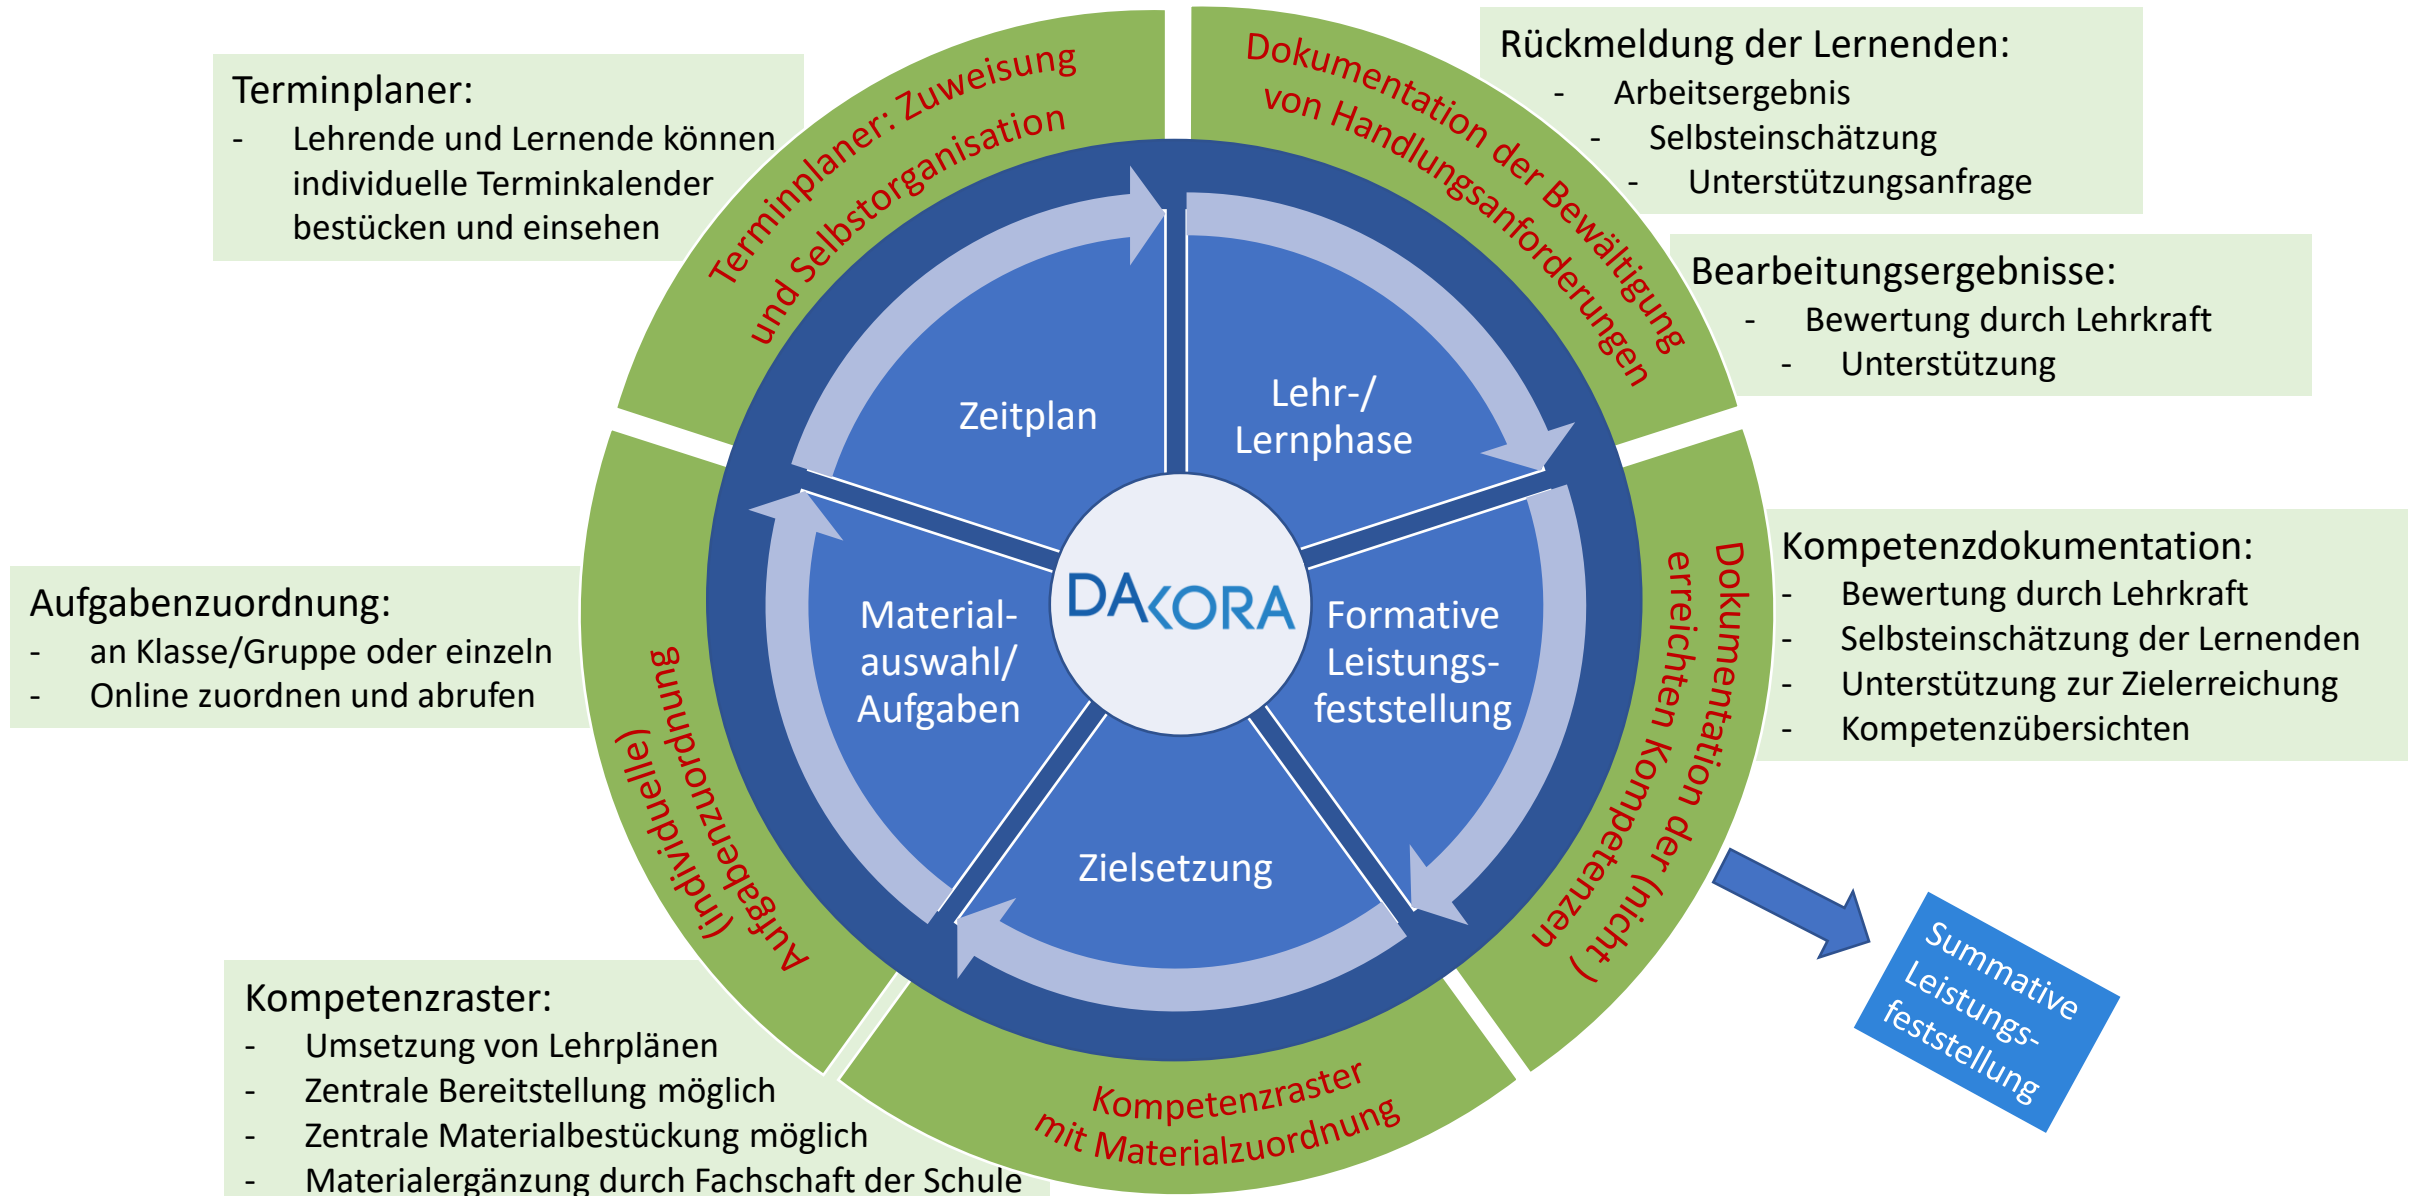 Terminplaner:
- Lehrende und Lernende können
individuelle Terminkalender
bestücken und einsehen
Terminplaner: Zuweisung
und Selbstorganisation
Dokumentation der Bewältigung
von Handlungsanforderungen
Rückmeldung der Lernenden:
- Arbeitsergebnis
- Selbsteinschätzung
- Unterstützungsanfrage
Bearbeitungsergebnisse:
- Bewertung durch Lehrkraft
- Unterstützung
Zeitplan
Lehr-/
Lernphase
Aufgabenzuordnung:
- an Klasse/Gruppe oder einzeln
- Online zuordnen und abrufen
(individuelle)
Aufgabenzuordnung
Material-
auswahl/
Aufgaben
DAKORA
Formative
Leistungs-
feststellung
Dokumentation der (nicht )
erreichten Kompetenzen
Kompetenzdokumentation:
- Bewertung durch Lehrkraft
- Selbsteinschätzung der Lernenden
- Unterstützung zur Zielerreichung
- Kompetenzübersichten
Zielsetzung
Summative
Leistungs-
feststellung
Kompetenzraster:
- Umsetzung von Lehrplänen
- Zentrale Bereitstellung möglich
- Zentrale Materialbestückung möglich
- Materialergänzung durch Fachschaft der Schule
Kompetenzraster
mit Materialzuordnung